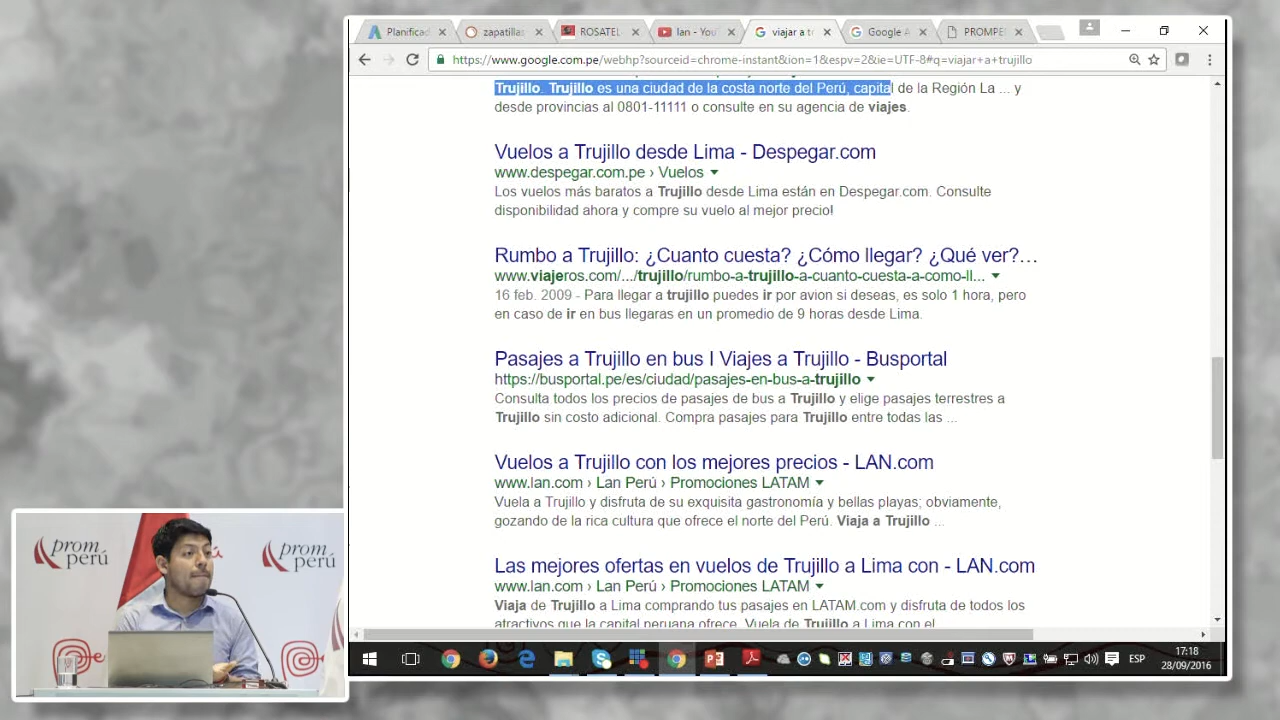 Planificad
zapatillas
ROSATEL
lan - You
viajar a tr
Google A
PROMPE
https://www.google.com.pe/webhp?sourceid=chrome-instant&ion=1&espv=2&ie=UTF-8#q=viajar+a+trujillo
Trujillo. Trujillo es una ciudad de la costa norte del Perú, capital de la Región La ... y
desde provincias al 0801-11111 o consulte en su agencia de viajes.
Vuelos a Trujillo desde Lima - Despegar.com
www.despegar.com.pe › Vuelos
Los vuelos más baratos a Trujillo desde Lima están en Despegar.com. Consulte
disponibilidad ahora y compre su vuelo al mejor precio!
Rumbo a Trujillo: ¿Cuanto cuesta? ¿Cómo llegar? ¿Qué ver?...
www.viajeros.com/.../trujillo/rumbo-a-trujillo-a-cuanto-cuesta-a-como-ll...
16 feb. 2009 - Para llegar a trujillo puedes ir por avion si deseas, es solo 1 hora, pero
en caso de ir en bus llegaras en un promedio de 9 horas desde Lima.
Pasajes a Trujillo en bus I Viajes a Trujillo - Busportal
https://busportal.pe/es/ciudad/pasajes-en-bus-a-trujillo
Consulta todos los precios de pasajes de bus a Trujillo y elige pasajes terrestres a
Trujillo sin costo adicional. Compra pasajes para Trujillo entre todas las ...
Vuelos a Trujillo con los mejores precios - LAN.com
www.lan.com › Lan Perú › Promociones LATAM
Vuela a Trujillo y disfruta de su exquisita gastronomía y bellas playas; obviamente,
gozando de la rica cultura que ofrece el norte del Perú. Viaja a Trujillo ...
Las mejores ofertas en vuelos de Trujillo a Lima con - LAN.com
www.lan.com › Lan Perú › Promociones LATAM
Viaja de Trujillo a Lima comprando tus pasajes en LATAM.com y disfruta de todos los
atractivos que la capital peruana ofrece. Vuela de Trujillo a Lima con el
ESP
17:18
28/09/2016
prom
perú
prom
perú